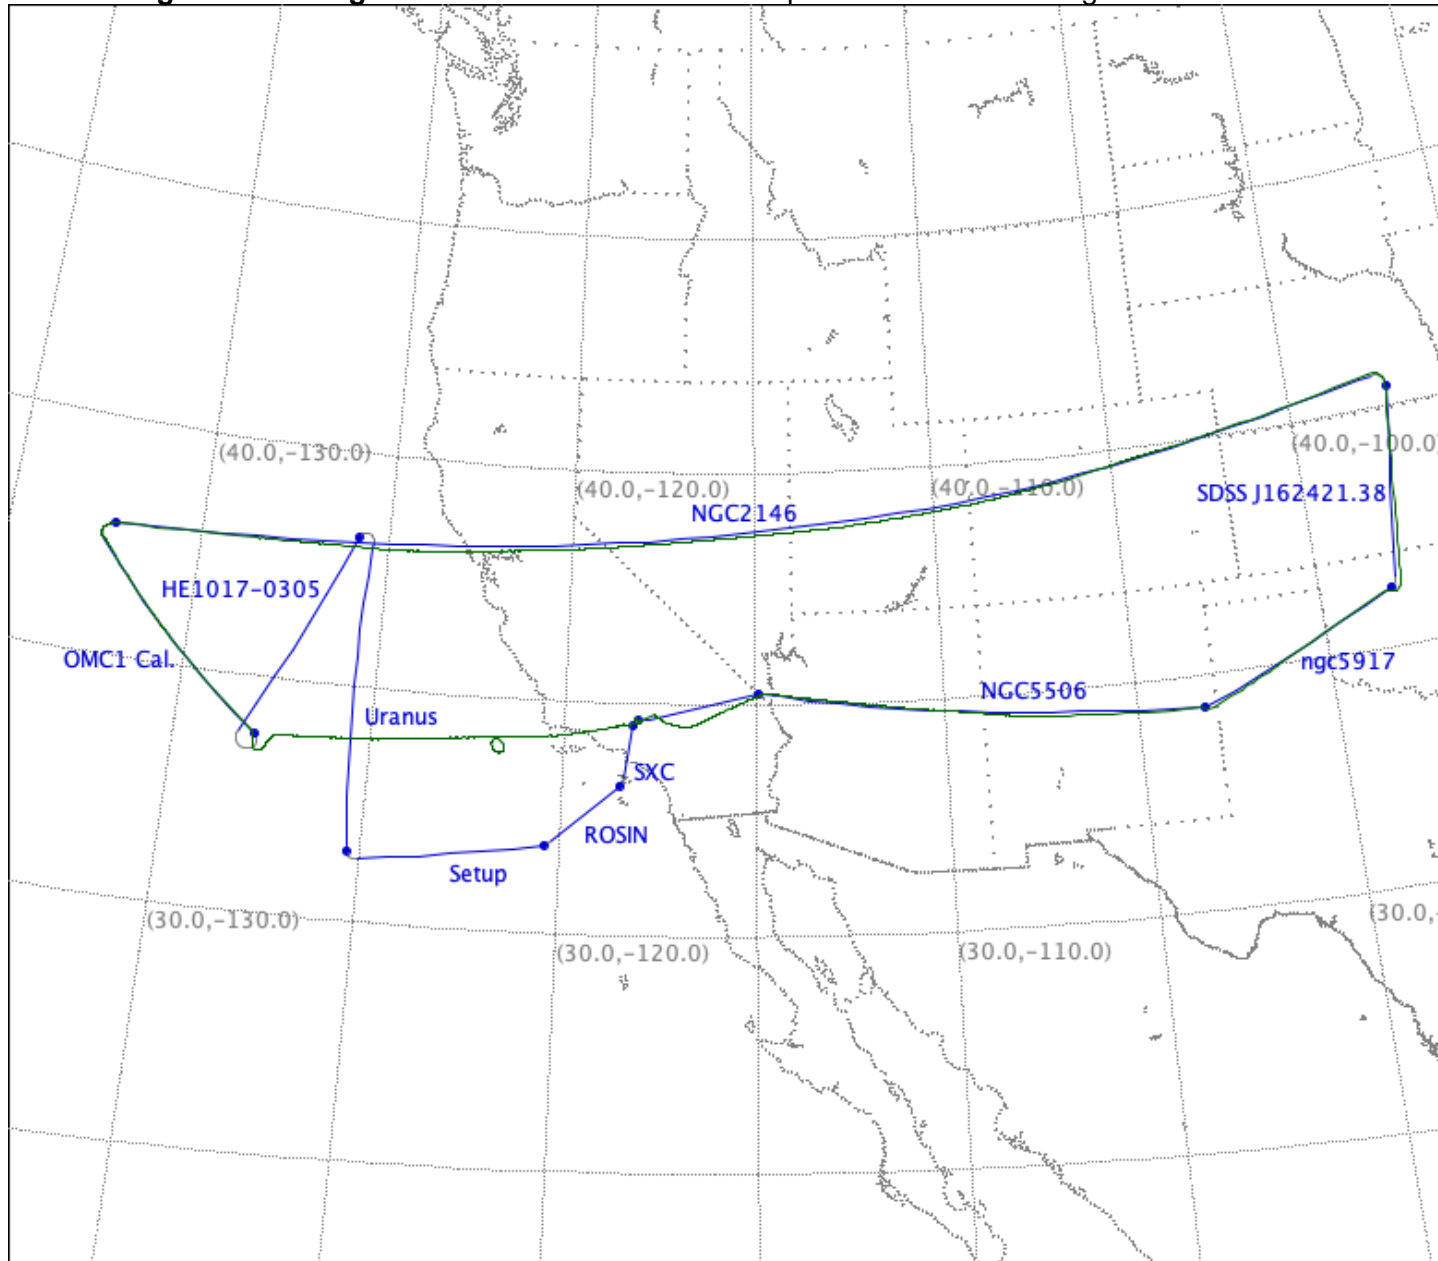 (40.0,-130.0)
(40.0,-100.0)
(40.0,-120.0)
(40.0,-110.0)
SDSS J162421.38
NGC2146
HE1017-0305
OMC1 Cal.
ngc5917
NGC5506
Uranus
SXC
ROSIN
Setup
(30.0,-130.0)
(30.0,-
(30.0,-120.0)
(30.0,-110.0)